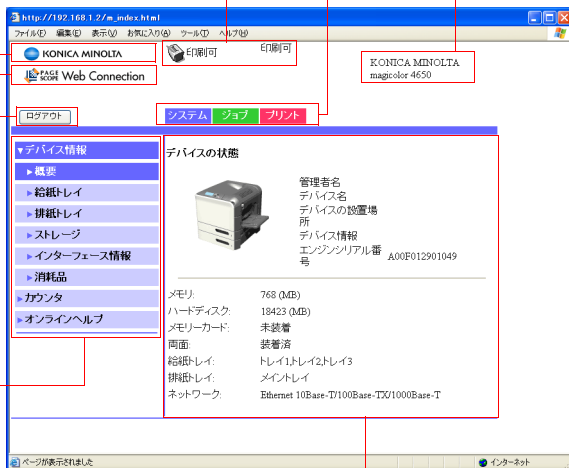 http://192.168.1.2/m_index.html
ファイル(F) 編集(E) 表示(V) お気に入り(A) ツール(T) ヘルプ(H)
KONICA MINOLTA
印刷可
印刷可
KONICA MINOLTA
magicolor 4650
PAGE SCOPE Web Connection
ログアウト
システム ジョブ プリント
▼デバイス情報
▶概要
▶給紙トレイ
▶排紙トレイ
▶ストレージ
▶インターフェース情報
▶消耗品
▶カウンタ
▶オンラインヘルプ
デバイスの状態
管理者名
デバイス名
デバイスの設置場
所
デバイス情報
エンジンシリアル番
号 A00F012901049
メモリ: 768 (MB)
ハードディスク: 18423 (MB)
メモリーカード: 未装着
両面: 装着済
給紙トレイ: トレイ1,トレイ2,トレイ3
排紙トレイ: メイントレイ
ネットワーク: Ethernet 10Base-T/100Base-TX/1000Base-T
ページが表示されました
インターネット